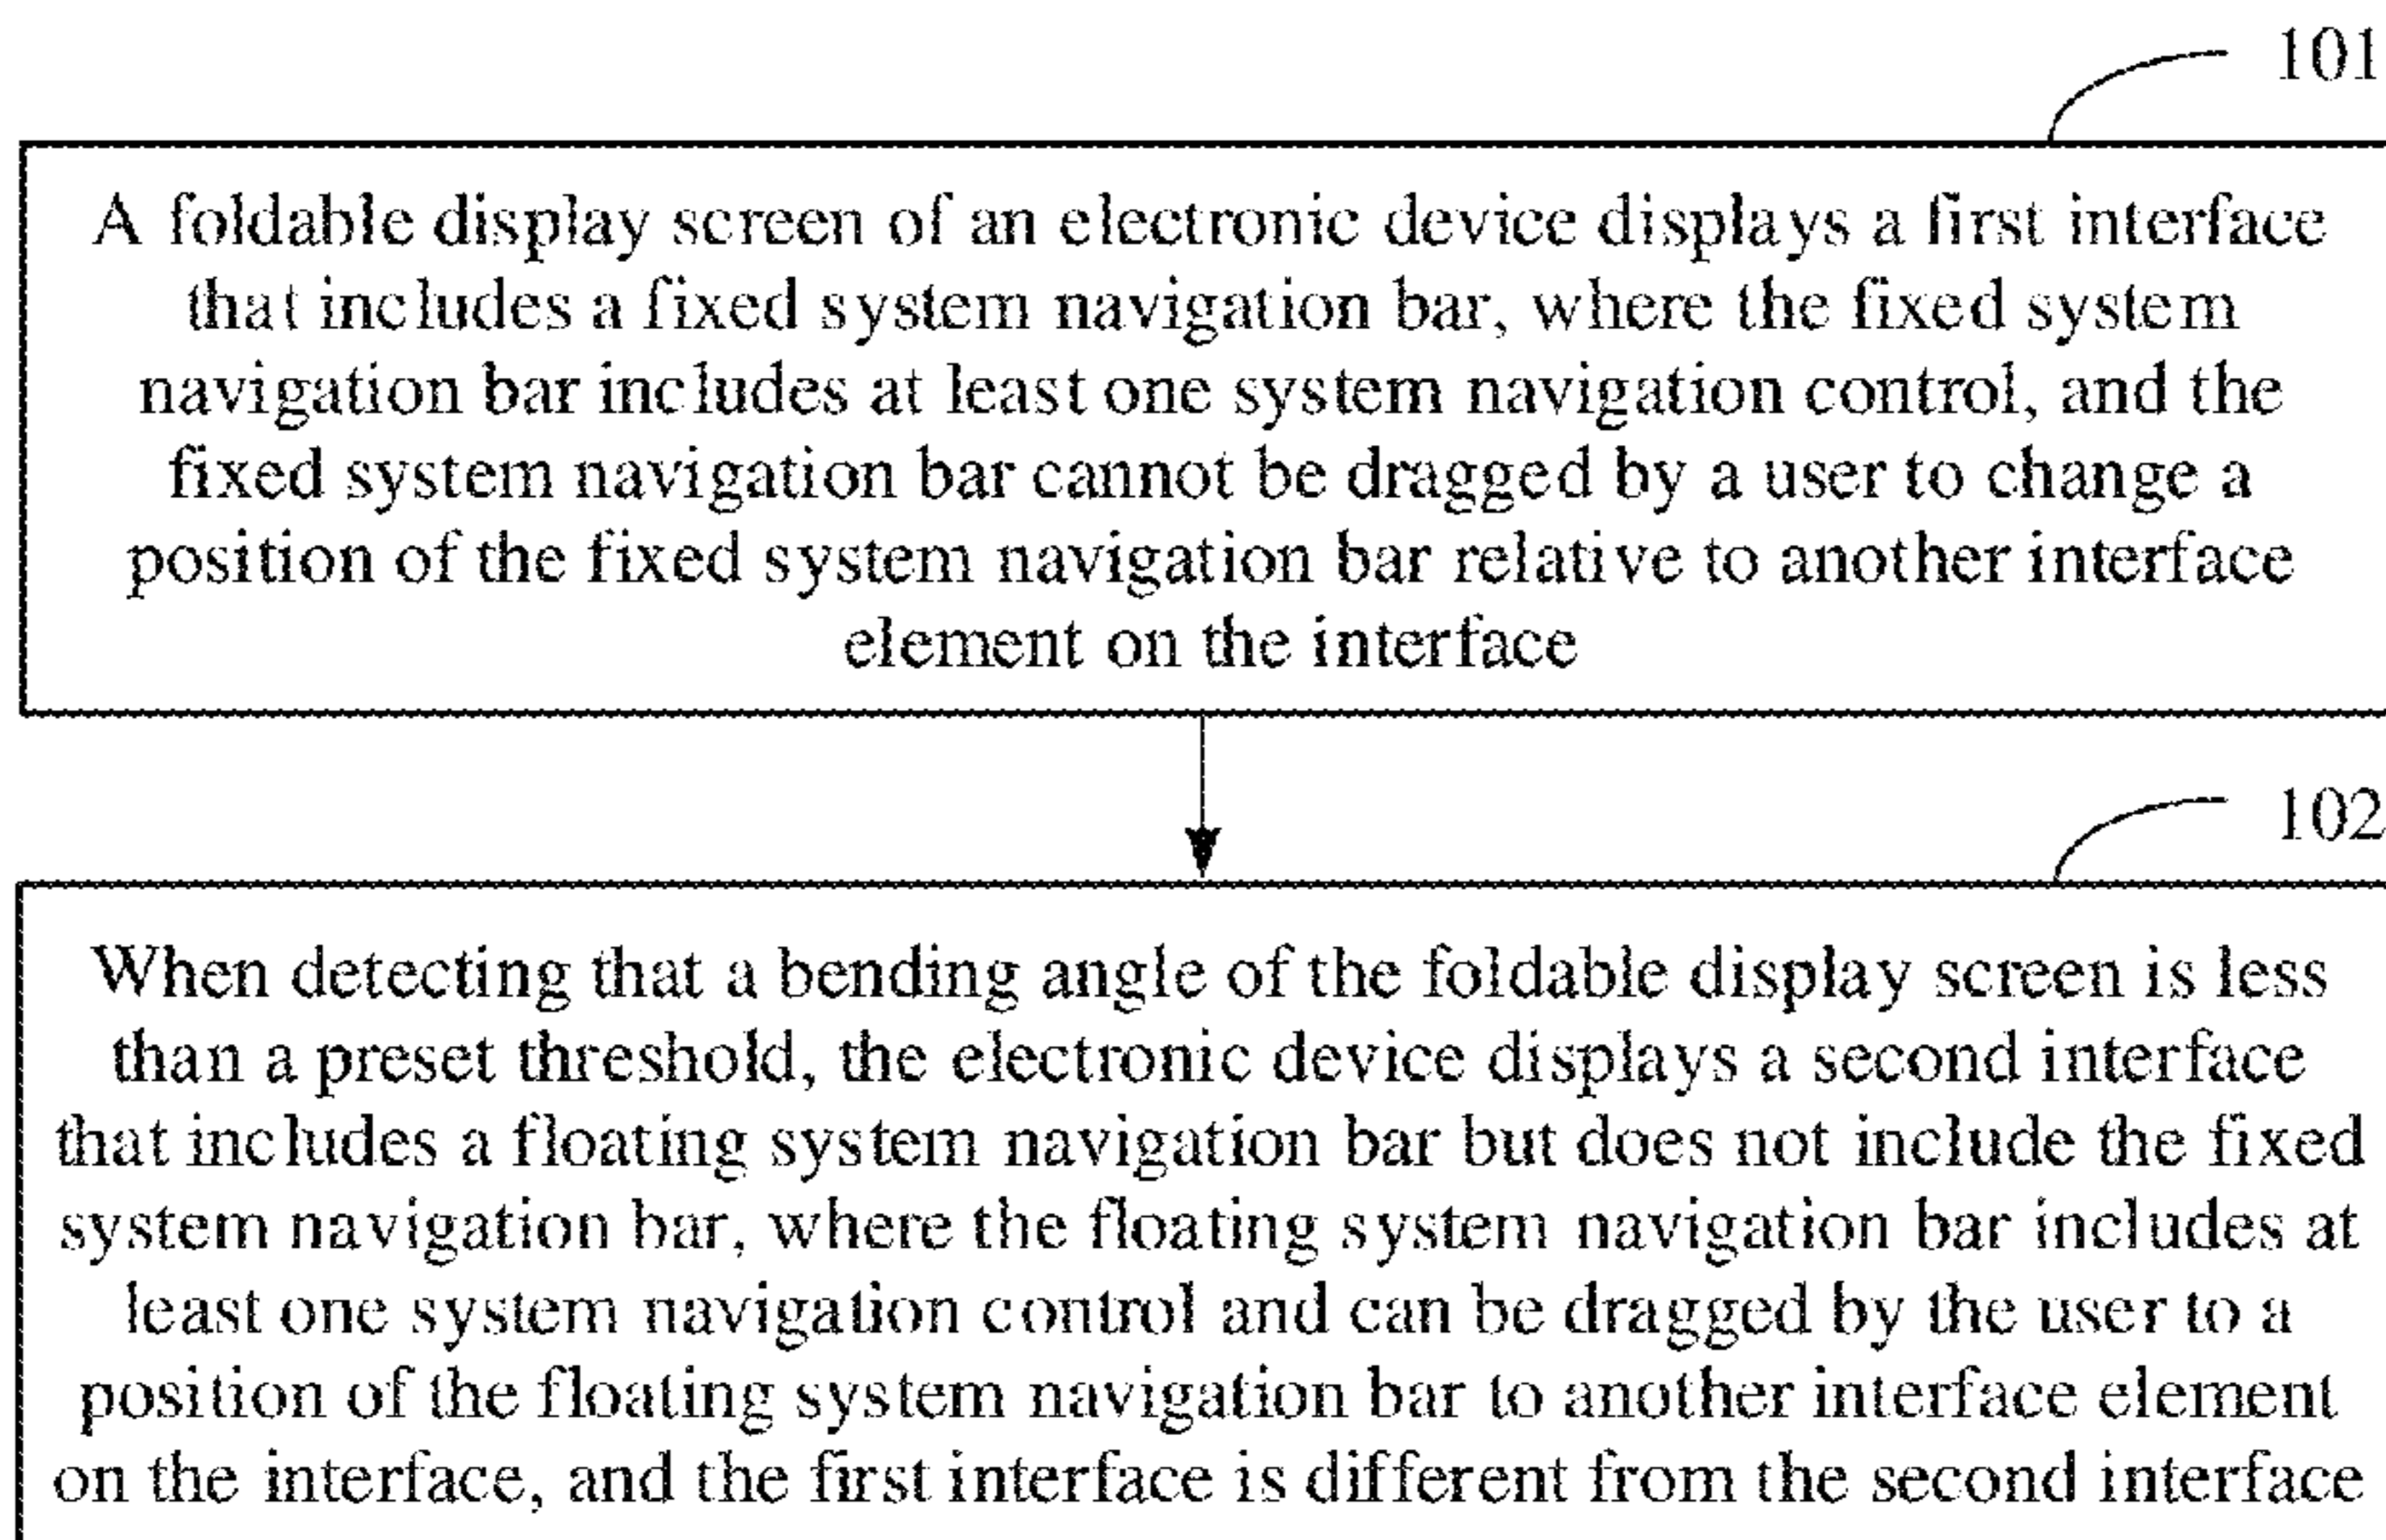 101
A foldable display screen of an electronic device displays a first interface
that includes a fixed system navigation bar, where the fixed system
navigation bar includes at least one system navigation control, and the
fixed system navigation bar cannot be dragged by a user to change a
position of the fixed system navigation bar relative to another interface
element on the interface
102
When detecting that a bending angle of the foldable display screen is less
than a preset threshold, the electronic device displays a second interface
that includes a floating system navigation bar but does not include the fixed
system navigation bar, where the floating system navigation bar includes at
least one system navigation control and can be dragged by the user to a
position of the floating system navigation bar to another interface element
on the interface, and the first interface is different from the second interface